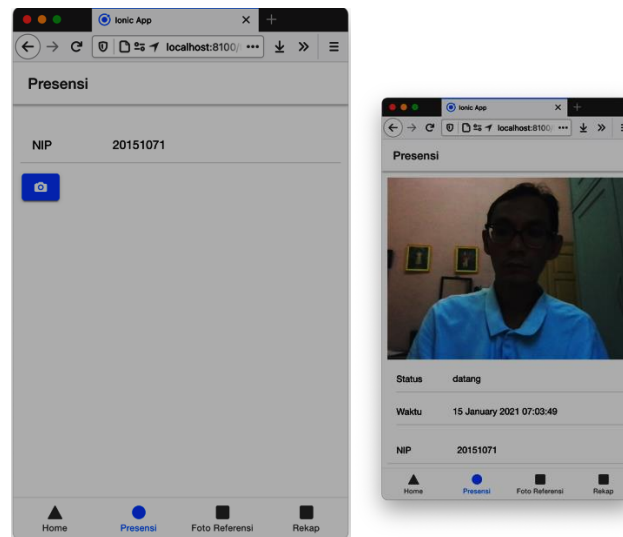 Ionic App
localhost:8100/
Presensi
NIP 20151071
Home Presensi Foto Referensi Rekap
Ionic App
localhost:8100/
Presensi
Status datang
Waktu 15 January 2021 07:03:49
NIP 20151071
Home Presensi Foto Referensi Rekap